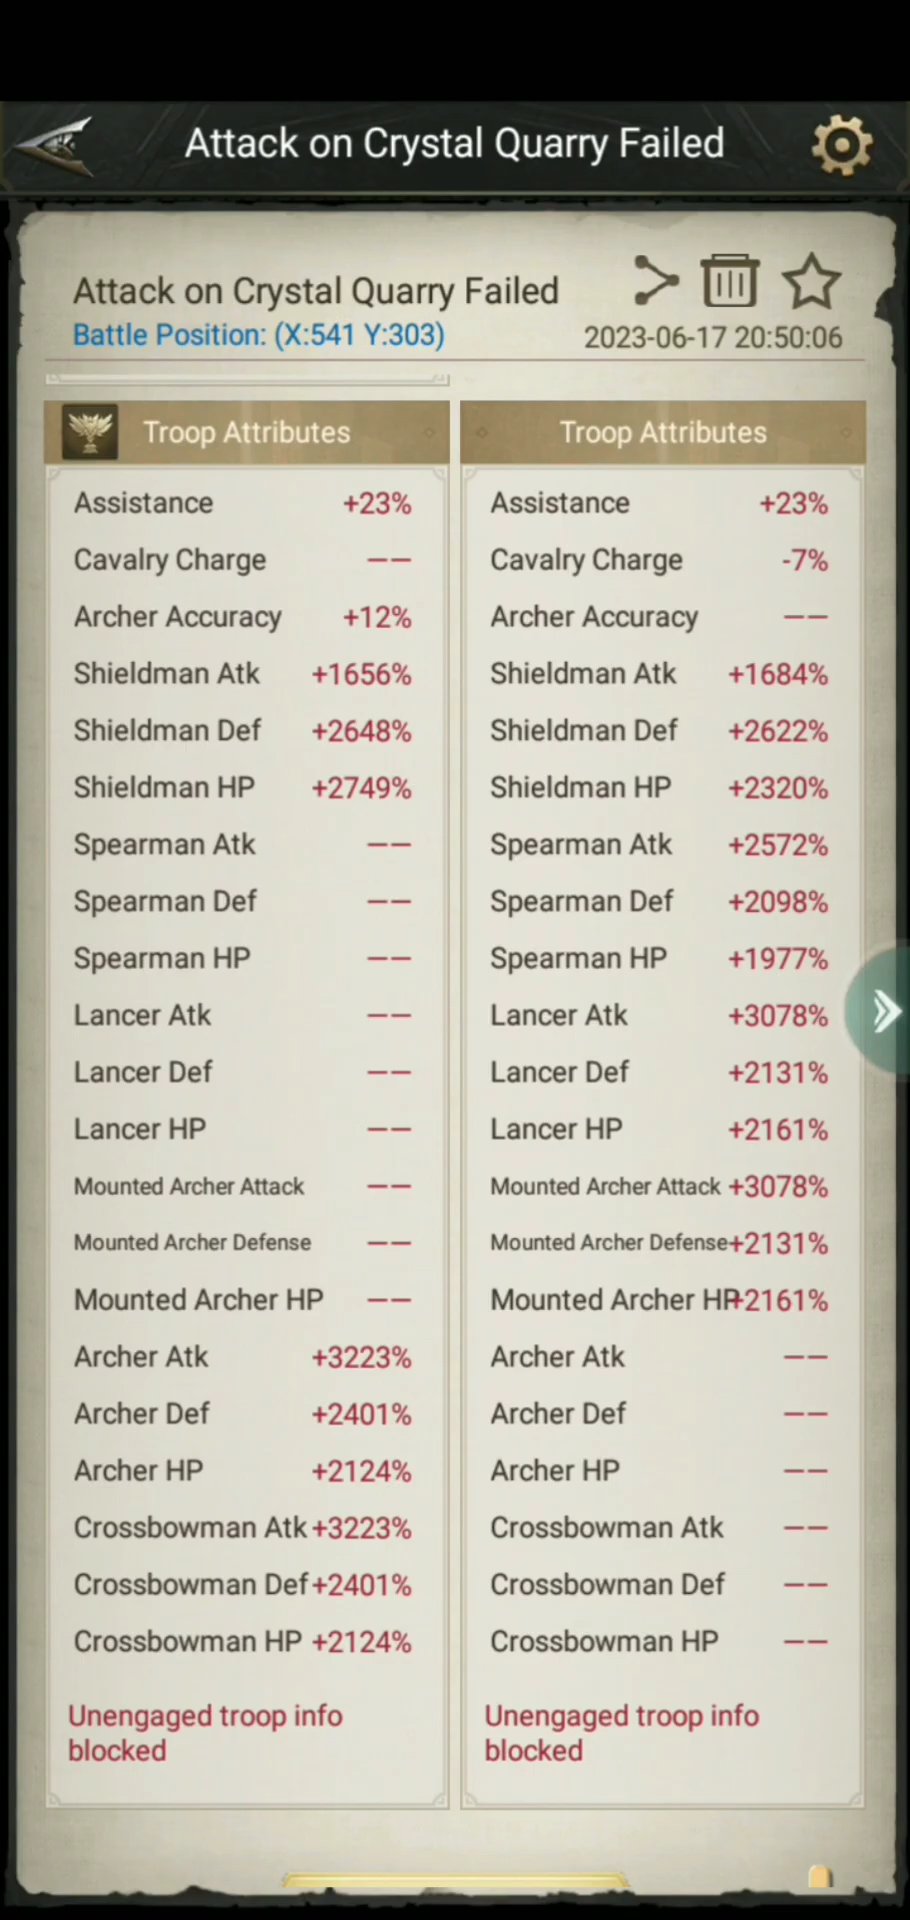 Attack on Crystal Quarry Failed
Attack on Crystal Quarry Failed
Battle Position: (X:541 Y:303)
2023-06-17 20:50:06
Troop Attributes
Assistance +23%
Cavalry Charge −−
Archer Accuracy +12%
Shieldman Atk +1656%
Shieldman Def +2648%
Shieldman HP +2749%
Spearman Atk −−
Spearman Def −−
Spearman HP −−
Lancer Atk −−
Lancer Def −−
Lancer HP −−
Mounted Archer Attack −−
Mounted Archer Defense −−
Mounted Archer HP −−
Archer Atk +3223%
Archer Def +2401%
Archer HP +2124%
Crossbowman Atk +3223%
Crossbowman Def +2401%
Crossbowman HP +2124%
Unengaged troop info
blocked
Troop Attributes
Assistance +23%
Cavalry Charge -7%
Archer Accuracy −−
Shieldman Atk +1684%
Shieldman Def +2622%
Shieldman HP +2320%
Spearman Atk +2572%
Spearman Def +2098%
Spearman HP +1977%
Lancer Atk +3078%
Lancer Def +2131%
Lancer HP +2161%
Mounted Archer Attack +3078%
Mounted Archer Defense +2131%
Mounted Archer HP +2161%
Archer Atk −−
Archer Def −−
Archer HP −−
Crossbowman Atk −−
Crossbowman Def −−
Crossbowman HP −−
Unengaged troop info
blocked